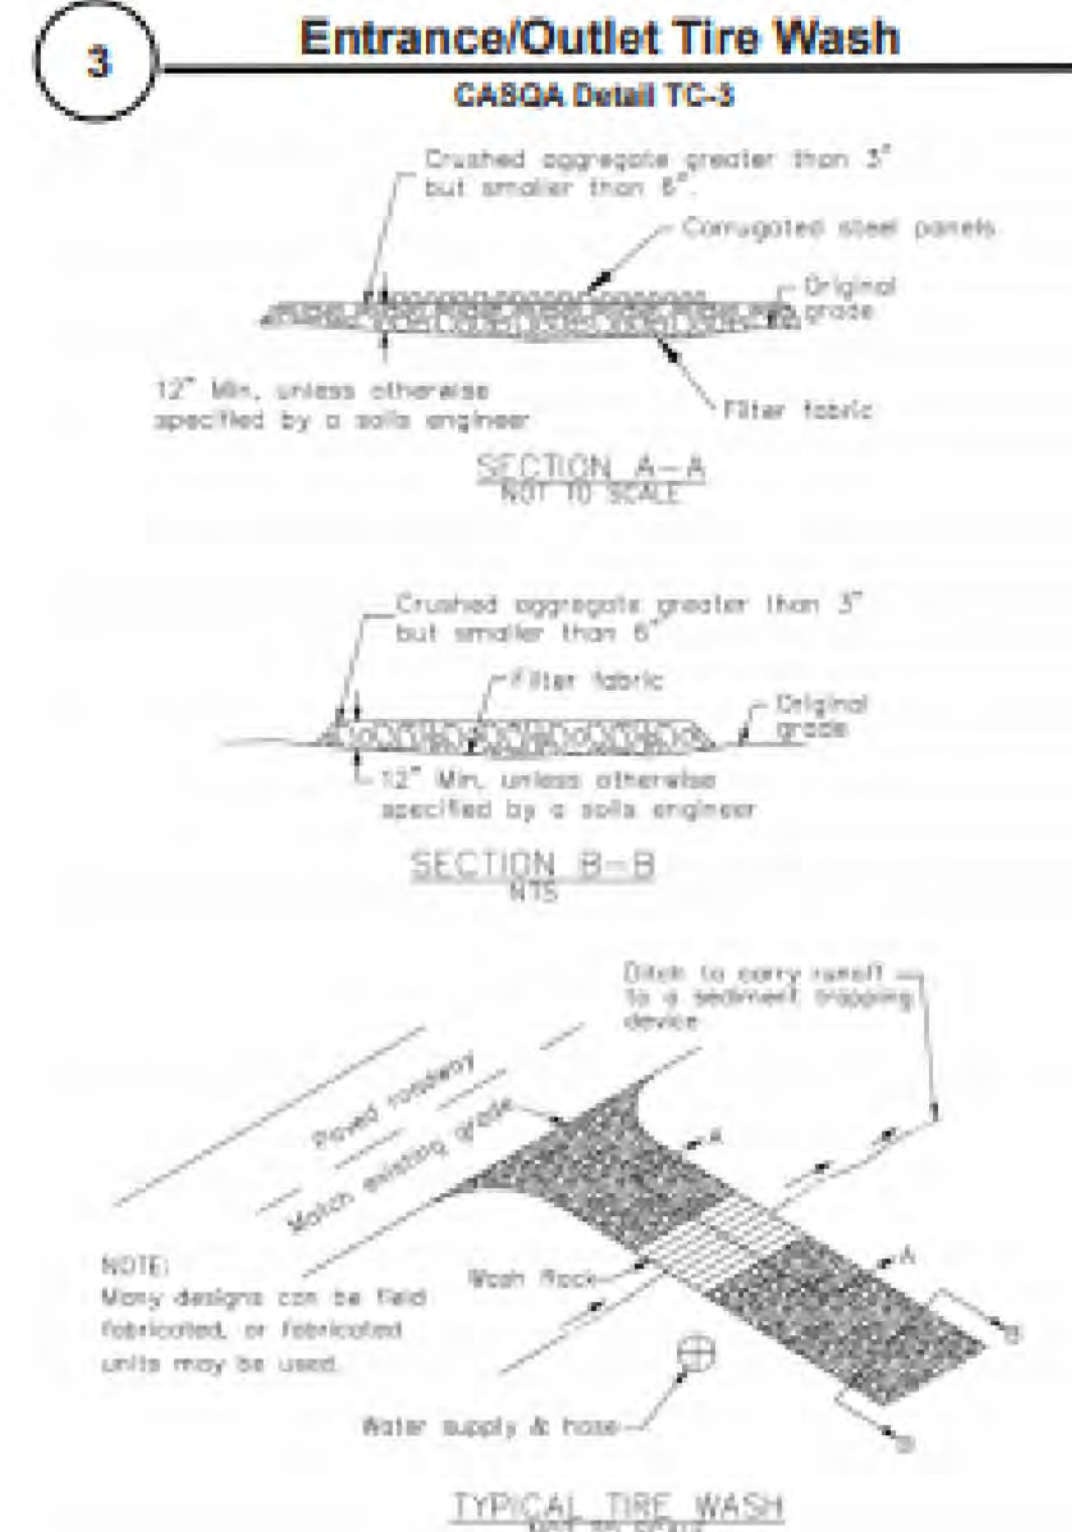 3
Entrance/Outlet Tire Wash
CASQA Detail TC-3
Crushed aggregate greater than 3"
but smaller than 6".
Corrugated steel panels
Original
grade
12" Min. unless otherwise
specified by a soils engineer
Filter fabric
SECTION A-A
NOT TO SCALE
Crushed aggregate greater than 3"
but smaller than 6"
Filter fabric
Original
grade
12" Min. unless otherwise
specified by a soils engineer
SECTION B-B
NTS
Ditch to carry runoff
to a sediment trapping
device
Paved roadway
Match existing grade
A
A
NOTE:
Many designs can be field
fabricated, or fabricated
units may be used.
Wash Rack
B
B
Water supply & hose
TYPICAL TIRE WASH
NOT TO SCALE